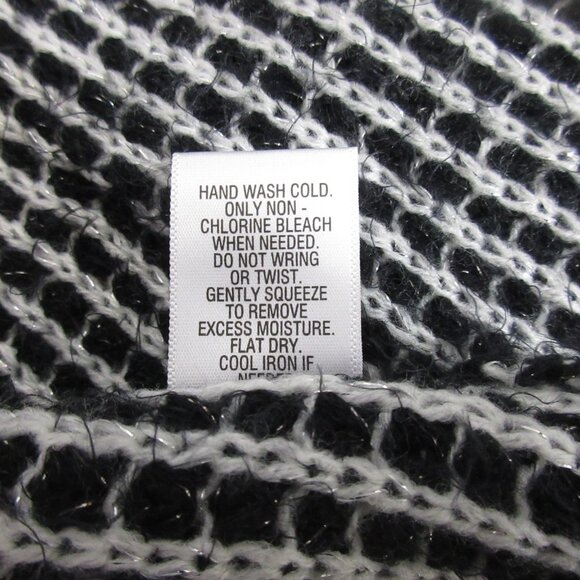 HAND WASH COLD.
ONLY NON -
CHLORINE BLEACH
WHEN NEEDED.
DO NOT WRING
OR TWIST.
GENTLY SQUEEZE
TO REMOVE
EXCESS MOISTURE.
FLAT DRY.
COOL IRON IF
NEEDED